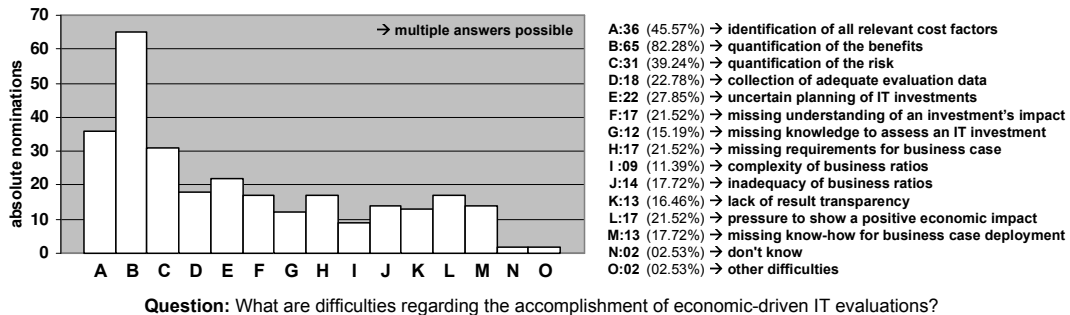 70
60
50
40
30
20
10
0
absolute nominations
→ multiple answers possible
A B C D E F G H I J K L M N O
A:36 (45.57%) → identification of all relevant cost factors
B:65 (82.28%) → quantification of the benefits
C:31 (39.24%) → quantification of the risk
D:18 (22.78%) → collection of adequate evaluation data
E:22 (27.85%) → uncertain planning of IT investments
F:17 (21.52%) → missing understanding of an investment's impact
G:12 (15.19%) → missing knowledge to assess an IT investment
H:17 (21.52%) → missing requirements for business case
I :09 (11.39%) → complexity of business ratios
J:14 (17.72%) → inadequacy of business ratios
K:13 (16.46%) → lack of result transparency
L:17 (21.52%) → pressure to show a positive economic impact
M:13 (17.72%) → missing know-how for business case deployment
N:02 (02.53%) → don't know
O:02 (02.53%) → other difficulties
Question: What are difficulties regarding the accomplishment of economic-driven IT evaluations?